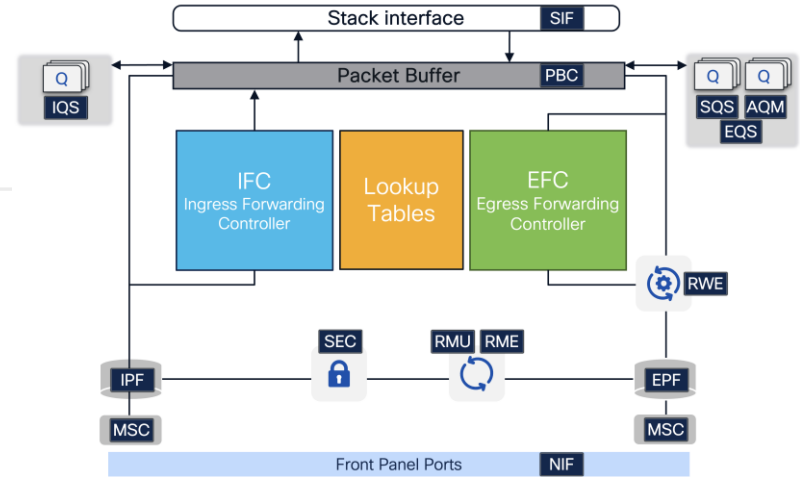 Stack interface SIF
Packet Buffer PBC
Q
IQS
Q Q
SQS AQM
EQS
IFC
Ingress Forwarding
Controller
Lookup
Tables
EFC
Egress Forwarding
Controller
RWE
SEC
RMU RME
IPF
EPF
MSC
MSC
Front Panel Ports NIF